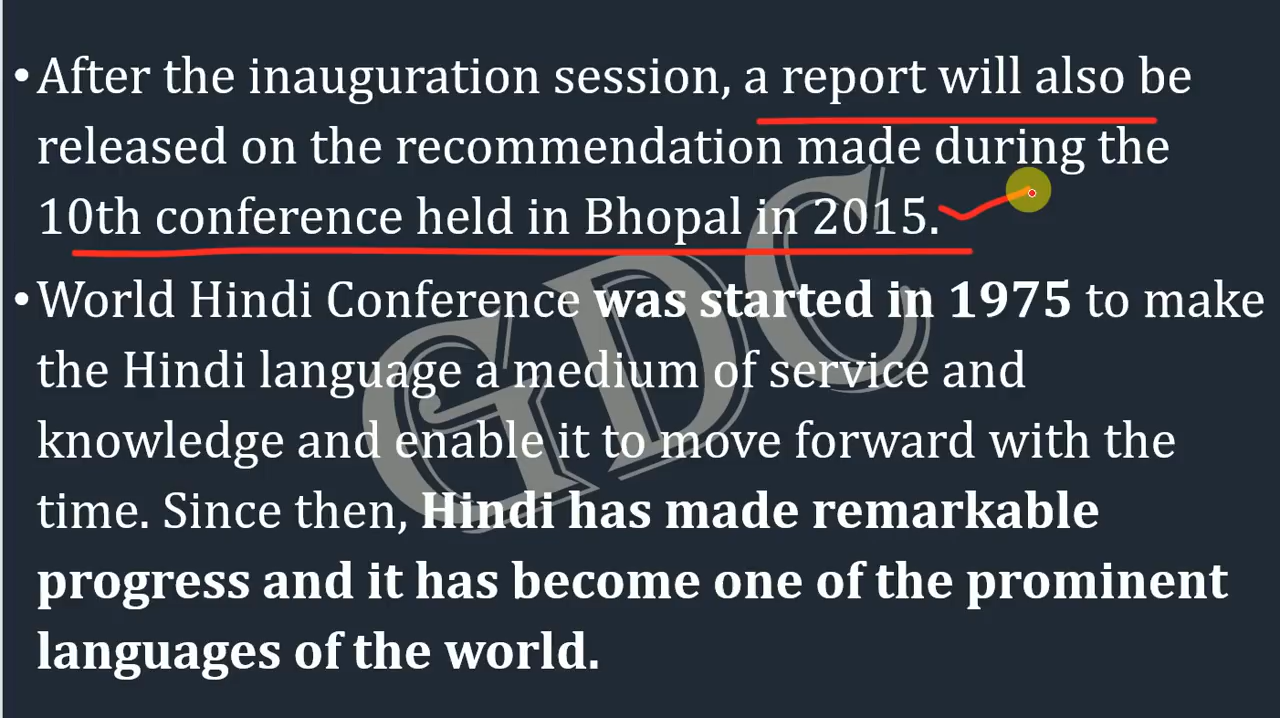 • After the inauguration session, a report will also be
released on the recommendation made during the
10th conference held in Bhopal in 2015.
• World Hindi Conference was started in 1975 to make
the Hindi language a medium of service and
knowledge and enable it to move forward with the
time. Since then, Hindi has made remarkable
progress and it has become one of the prominent
languages of the world.
GDC